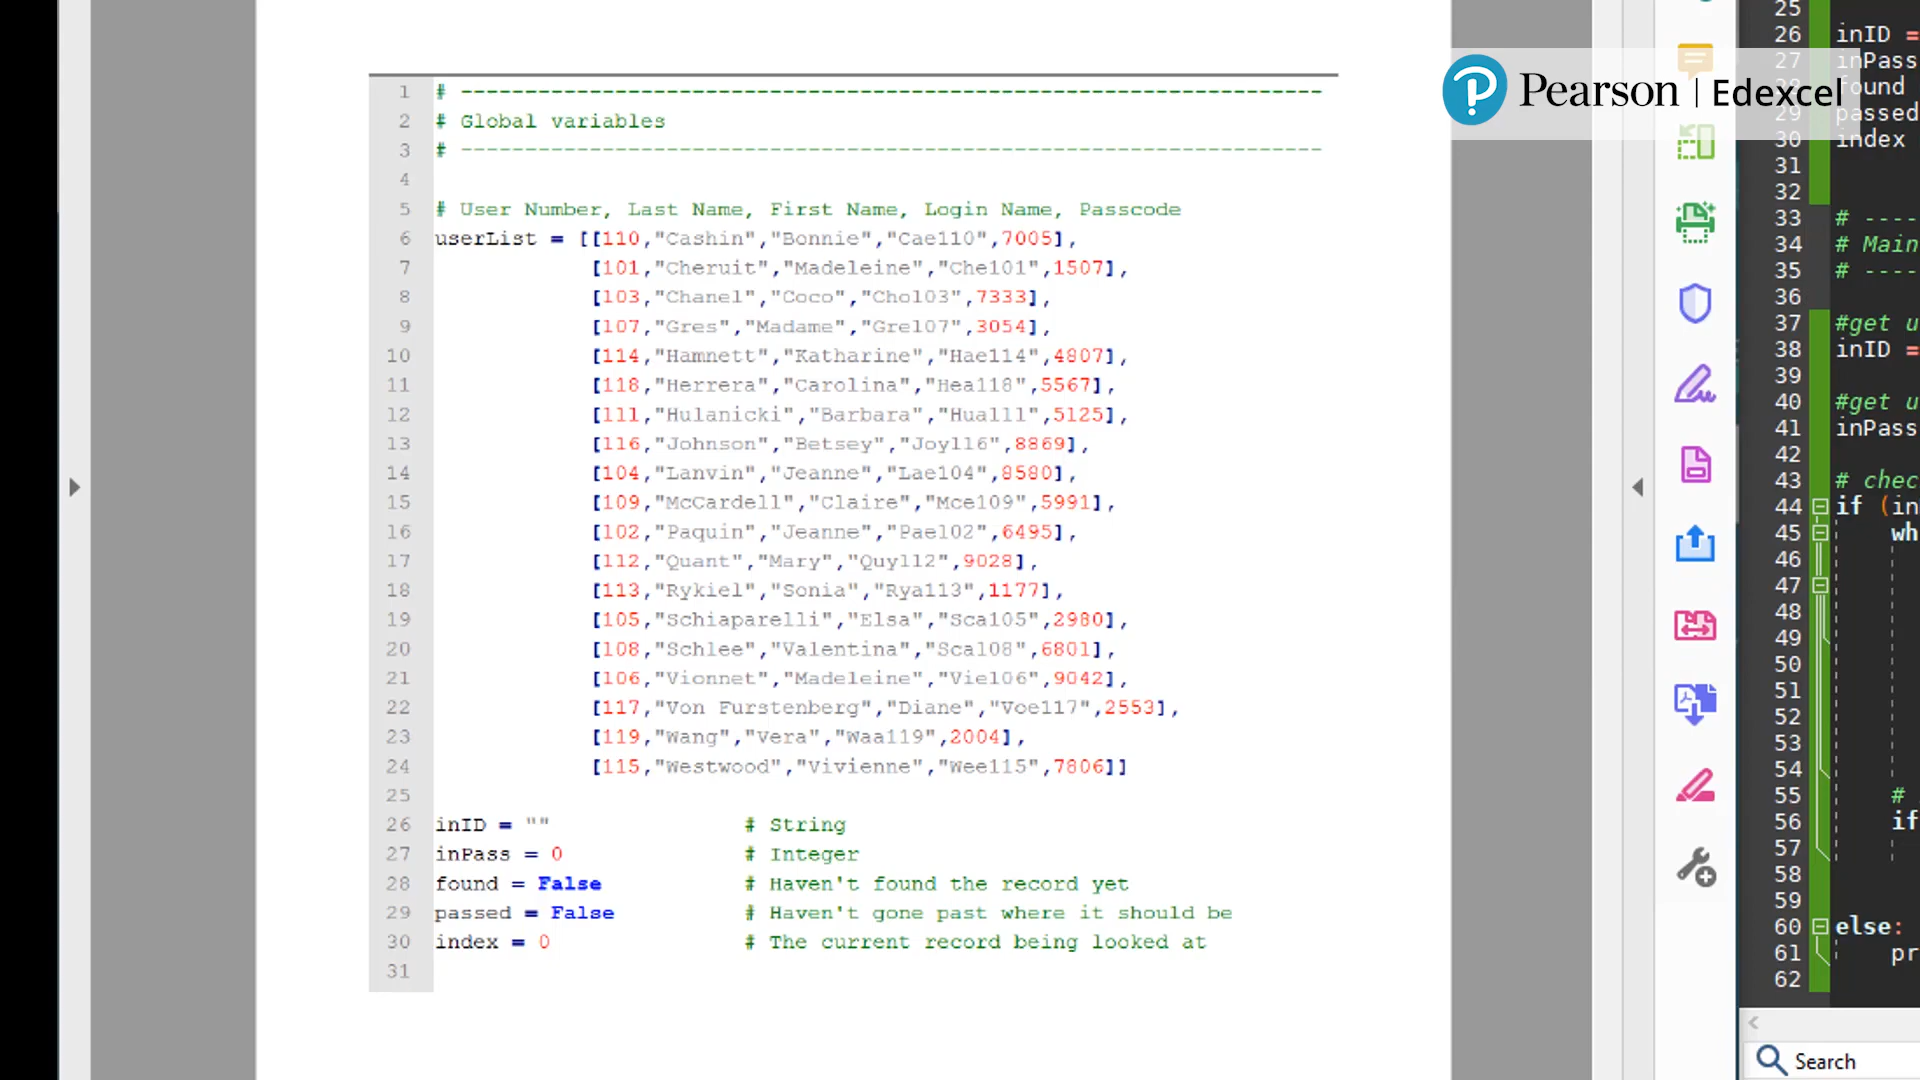 1 # -------------------------------------------------------------------
2 # Global variables
3 # -------------------------------------------------------------------
4
5 # User Number, Last Name, First Name, Login Name, Passcode
6 userList = [[110,"Cashin","Bonnie","Cae110",7005],
7 [101,"Cheruit","Madeleine","Che101",1507],
8 [103,"Chanel","Coco","Cho103",7333],
9 [107,"Gres","Madame","Gre107",3054],
10 [114,"Hamnett","Katharine","Hae114",4807],
11 [118,"Herrera","Carolina","Hea118",5567],
12 [111,"Hulanicki","Barbara","Hua111",5125],
13 [116,"Johnson","Betsey","Joy116",8869],
14 [104,"Lanvin","Jeanne","Lae104",8580],
15 [109,"McCardell","Claire","Mce109",5991],
16 [102,"Paquin","Jeanne","Pae102",6495],
17 [112,"Quant","Mary","Quy112",9028],
18 [113,"Rykiel","Sonia","Rya113",1177],
19 [105,"Schiaparelli","Elsa","Sca105",2980],
20 [108,"Schlee","Valentina","Sca108",6801],
21 [106,"Vionnet","Madeleine","Vie106",9042],
22 [117,"Von Furstenberg","Diane","Voe117",2553],
23 [119,"Wang","Vera","Waa119",2004],
24 [115,"Westwood","Vivienne","Wee115",7806]]
25
26 inID = "" # String
27 inPass = 0 # Integer
28 found = False # Haven't found the record yet
29 passed = False # Haven't gone past where it should be
30 index = 0 # The current record being looked at
31
Pearson | Edexcel
25
26 inID =
27 inPass
28 found
29 passed
30 index
31
32
33 # ----
34 # Main
35 # ----
36
37 #get u
38 inID =
39
40 #get u
41 inPass
42
43 # chec
44 if (in
45 wh
46
47
48
49
50
51
52
53
54
55 #
56 if
57
58
59
60 else:
61 pr
62
Search